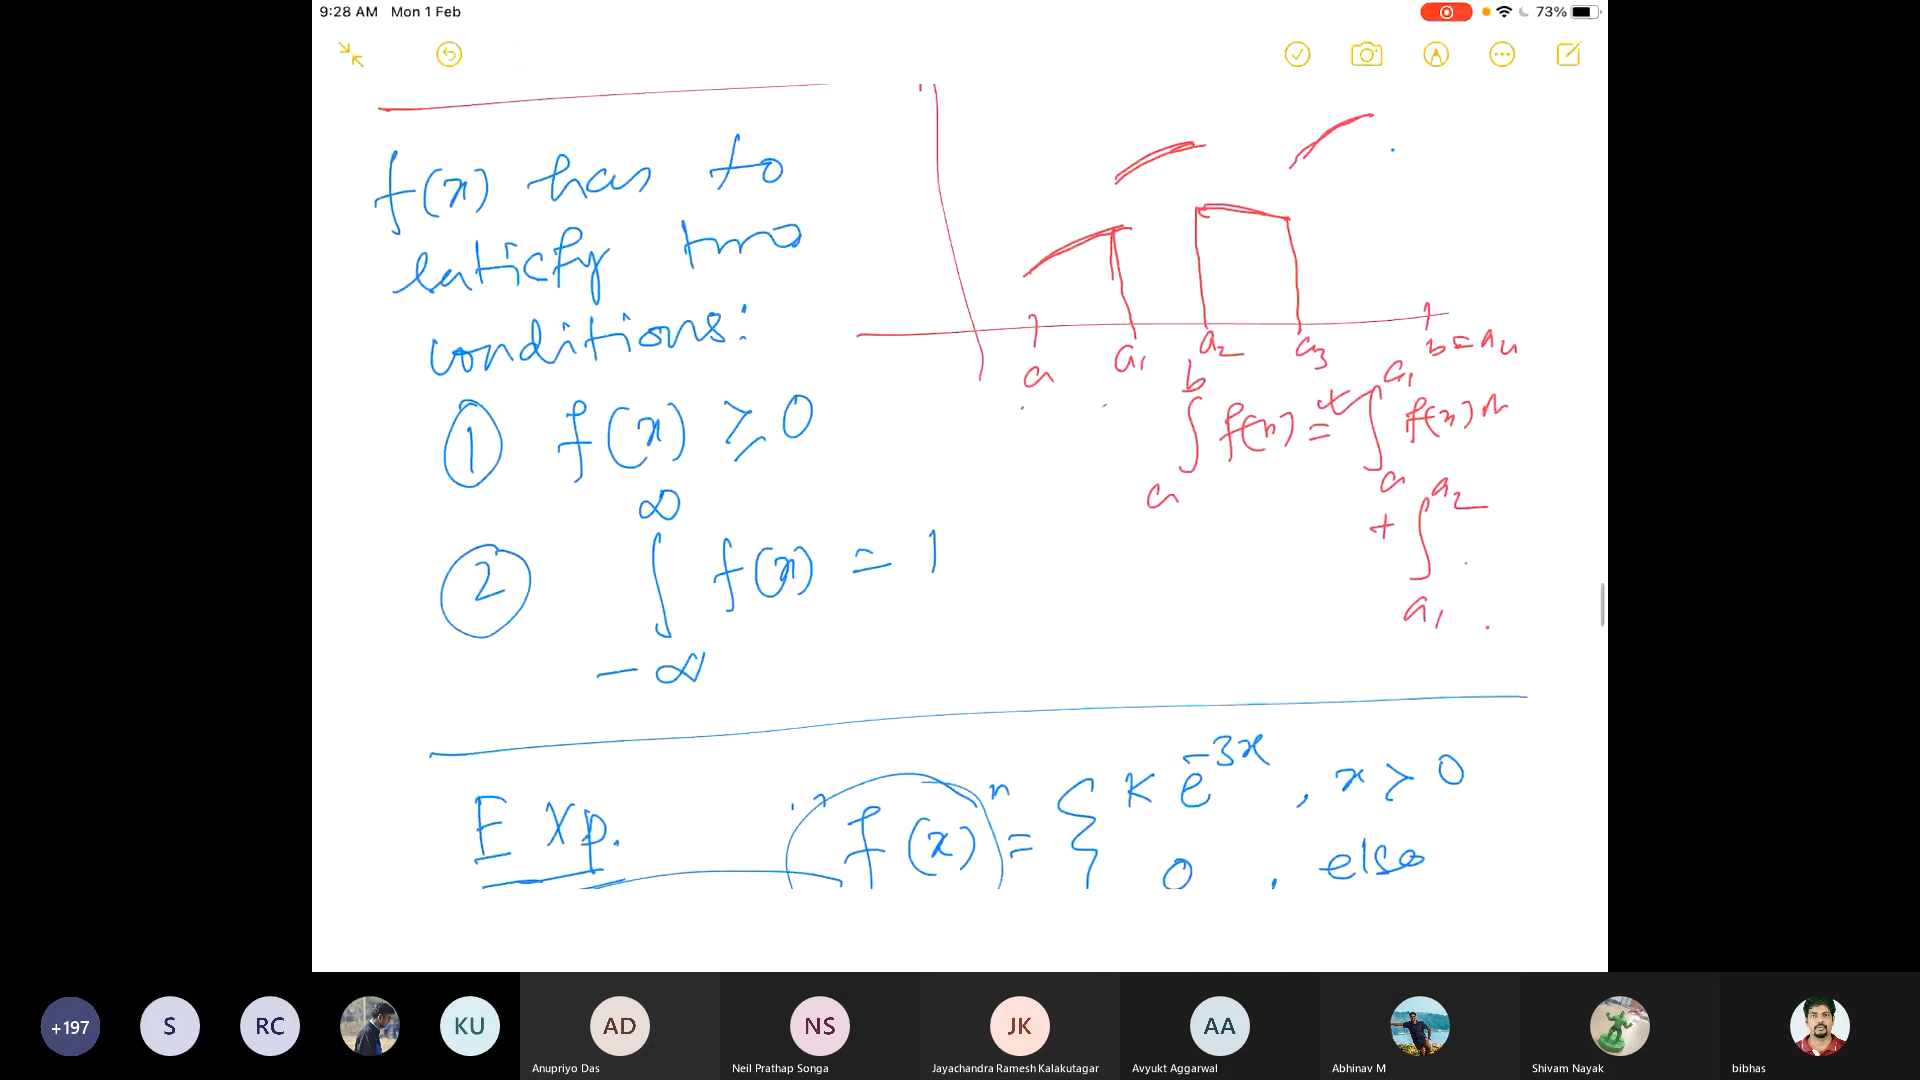 9:28 AM Mon 1 Feb
73%
f(x) has to
saticfy two
conditions:
① f(x) ≥ 0
② ∫_{-∞}^{∞} f(x) = 1
a a₁ a₂ a₃ b = a₄
∫_{a}^{b} f(x) = ∫_{a}^{a₁} f(x)
+ ∫_{a₁}^{a₂}
Exp. f(x) = { K e^{-3x}, x > 0
0, else
+197
S
RC
KU
AD
NS
JK
AA
Anupriyo Das
Neil Prathap Songa
Jayachandra Ramesh Kalakutagar
Avyukt Aggarwal
Abhinav M
Shivam Nayak
bibhas